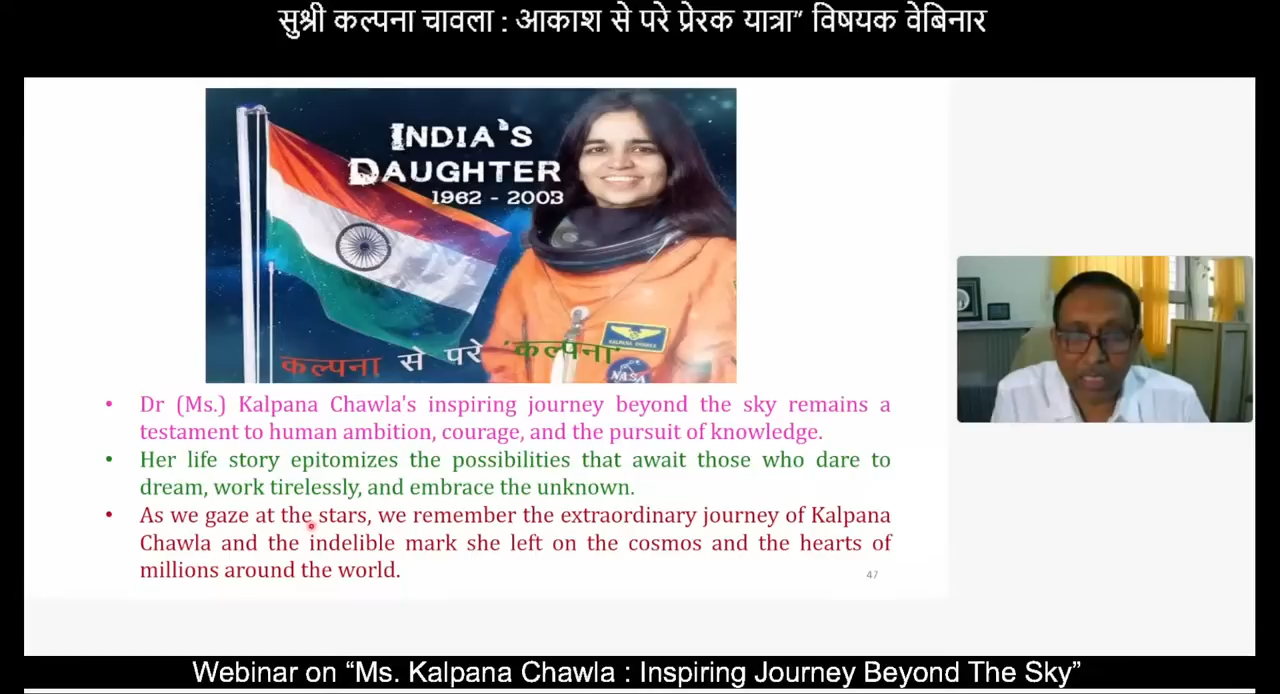 सुश्री कल्पना चावला : आकाश से परे प्रेरक यात्रा” विषयक वेबिनार
INDIA'S
DAUGHTER
1962 - 2003
KALPANA CHAWLA
NASA
कल्पना से परे 'कल्पना'
• Dr (Ms.) Kalpana Chawla's inspiring journey beyond the sky remains a
testament to human ambition, courage, and the pursuit of knowledge.
• Her life story epitomizes the possibilities that await those who dare to
dream, work tirelessly, and embrace the unknown.
• As we gaze at the stars, we remember the extraordinary journey of Kalpana
Chawla and the indelible mark she left on the cosmos and the hearts of
millions around the world.
47
Webinar on “Ms. Kalpana Chawla : Inspiring Journey Beyond The Sky”